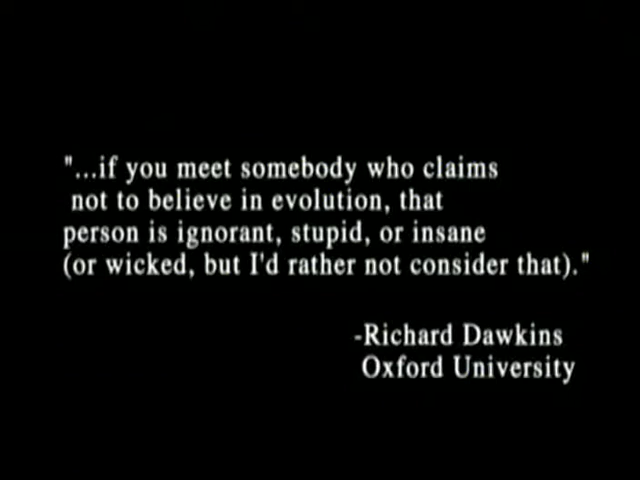 "...if you meet somebody who claims
not to believe in evolution, that
person is ignorant, stupid, or insane
(or wicked, but I'd rather not consider that)."
-Richard Dawkins
Oxford University